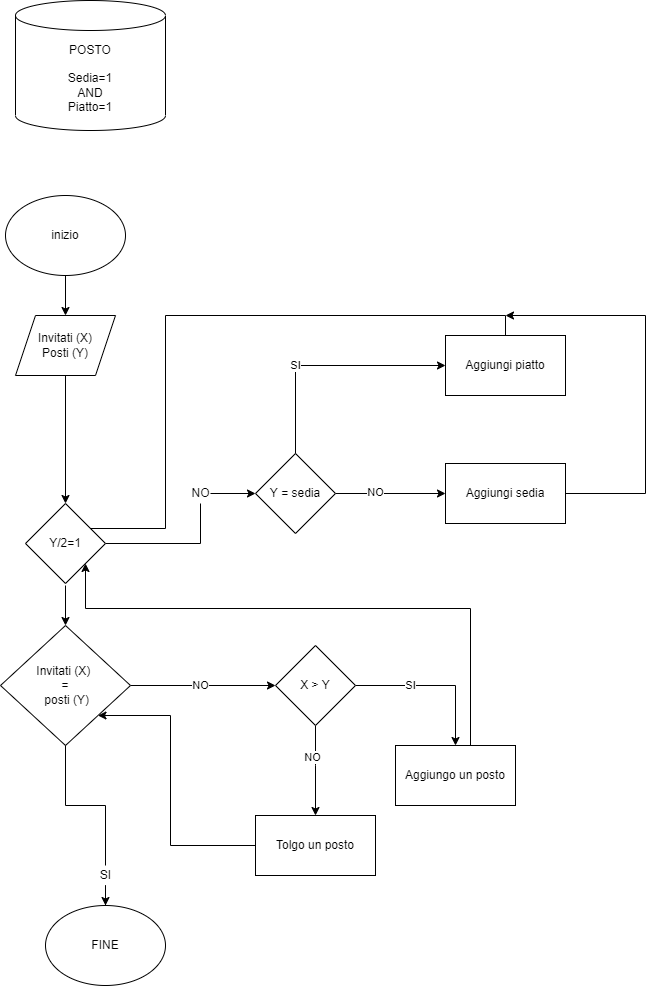 POSTO
Sedia=1
AND
Piatto=1
inizio
Invitati (X)
Posti (Y)
SI
Aggiungi piatto
NO
Y = sedia
NO
Aggiungi sedia
Y/2=1
Invitati (X)
=
posti (Y)
NO
X > Y
SI
NO
Aggiungo un posto
Tolgo un posto
SI
FINE